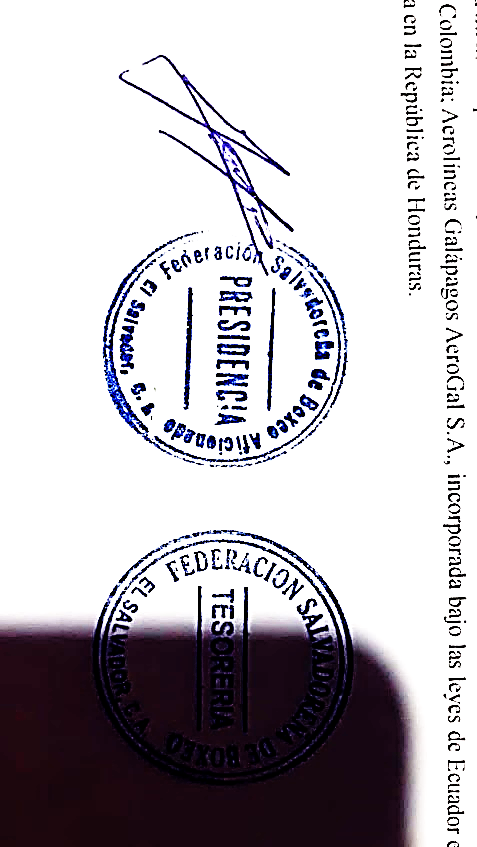 Colombia; Aerolíneas Galápagos AeroGal S.A., incorporada bajo las leyes de Ecuador
a en la República de Honduras.
Federación Salvadoreña de Boxeo Aficionado
PRESIDENCIA
El Salvador, C. A.
FEDERACION SALVADOREÑA DE BOXEO
TESORERIA
EL SALVADOR, C.A.